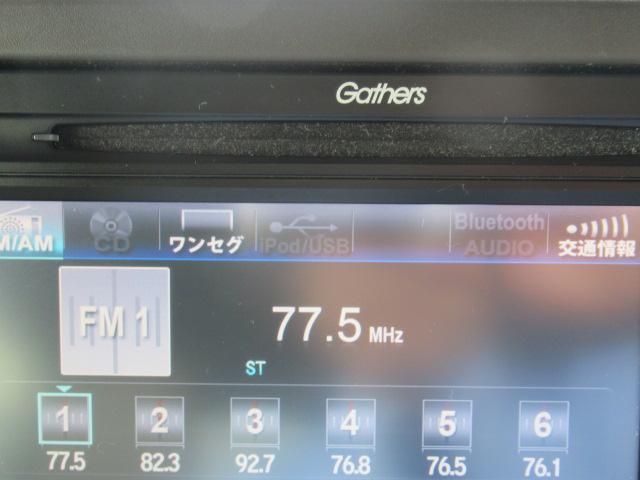 Gathers
M/AM CD ワンセグ iPod/USB Bluetooth AUDIO 交通情報
FM 1
77.5 MHz
ST
1 2 3 4 5 6
77.5 82.3 92.7 76.8 76.5 76.1